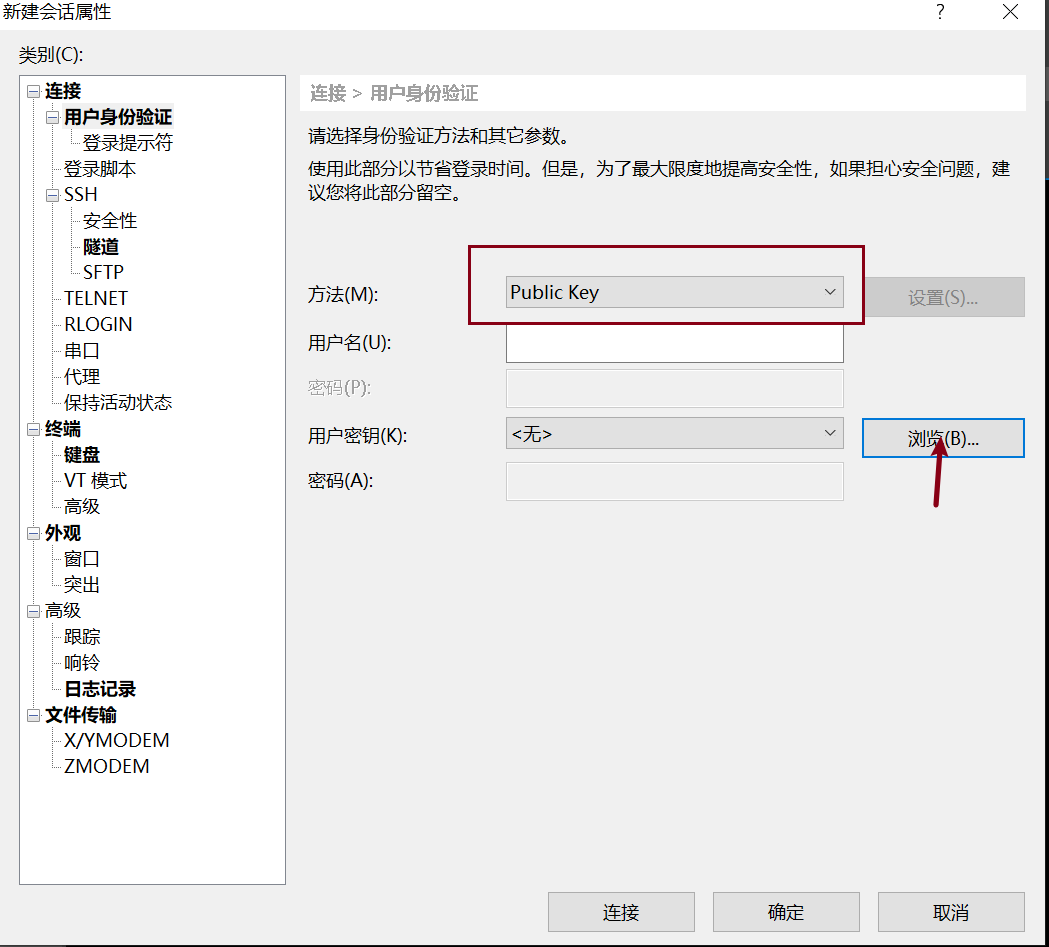 新建会话属性
?
类别(C):
连接
用户身份验证
登录提示符
登录脚本
SSH
安全性
隧道
SFTP
TELNET
RLOGIN
串口
代理
保持活动状态
终端
键盘
VT 模式
高级
外观
窗口
突出
高级
跟踪
响铃
日志记录
文件传输
X/YMODEM
ZMODEM
连接 > 用户身份验证
请选择身份验证方法和其它参数。
使用此部分以节省登录时间。但是，为了最大限度地提高安全性，如果担心安全问题，建
议您将此部分留空。
方法(M):
Public Key
设置(S)...
用户名(U):
密码(P):
用户密钥(K):
<无>
浏览(B)...
密码(A):
连接
确定
取消